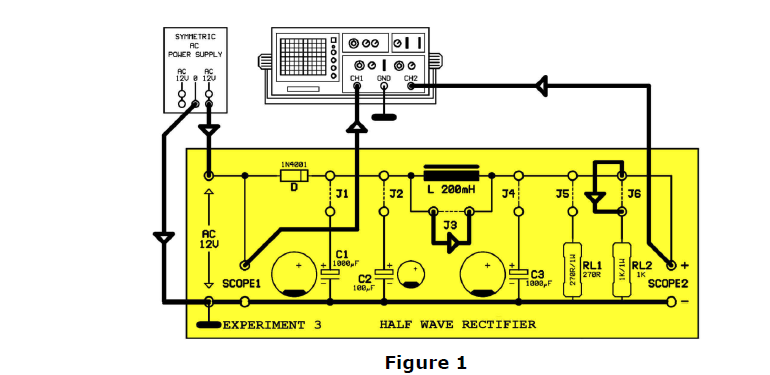 SYMMETRIC
AC
POWER SUPPLY
AC 0 AC
12V 12V
CH1 GND CH2
1N4001
D
J1
J2
L 200mH
J3
J4
J5
J6
AC
12V
SCOPE1
+
C1
1000µF
-
+
C2
100µF
-
+
+
+
C3
1000µF
-
270R/1W
RL1
270R
1K/1W
RL2
1K
+
SCOPE2
-
EXPERIMENT 3
HALF WAVE RECTIFIER
Figure 1